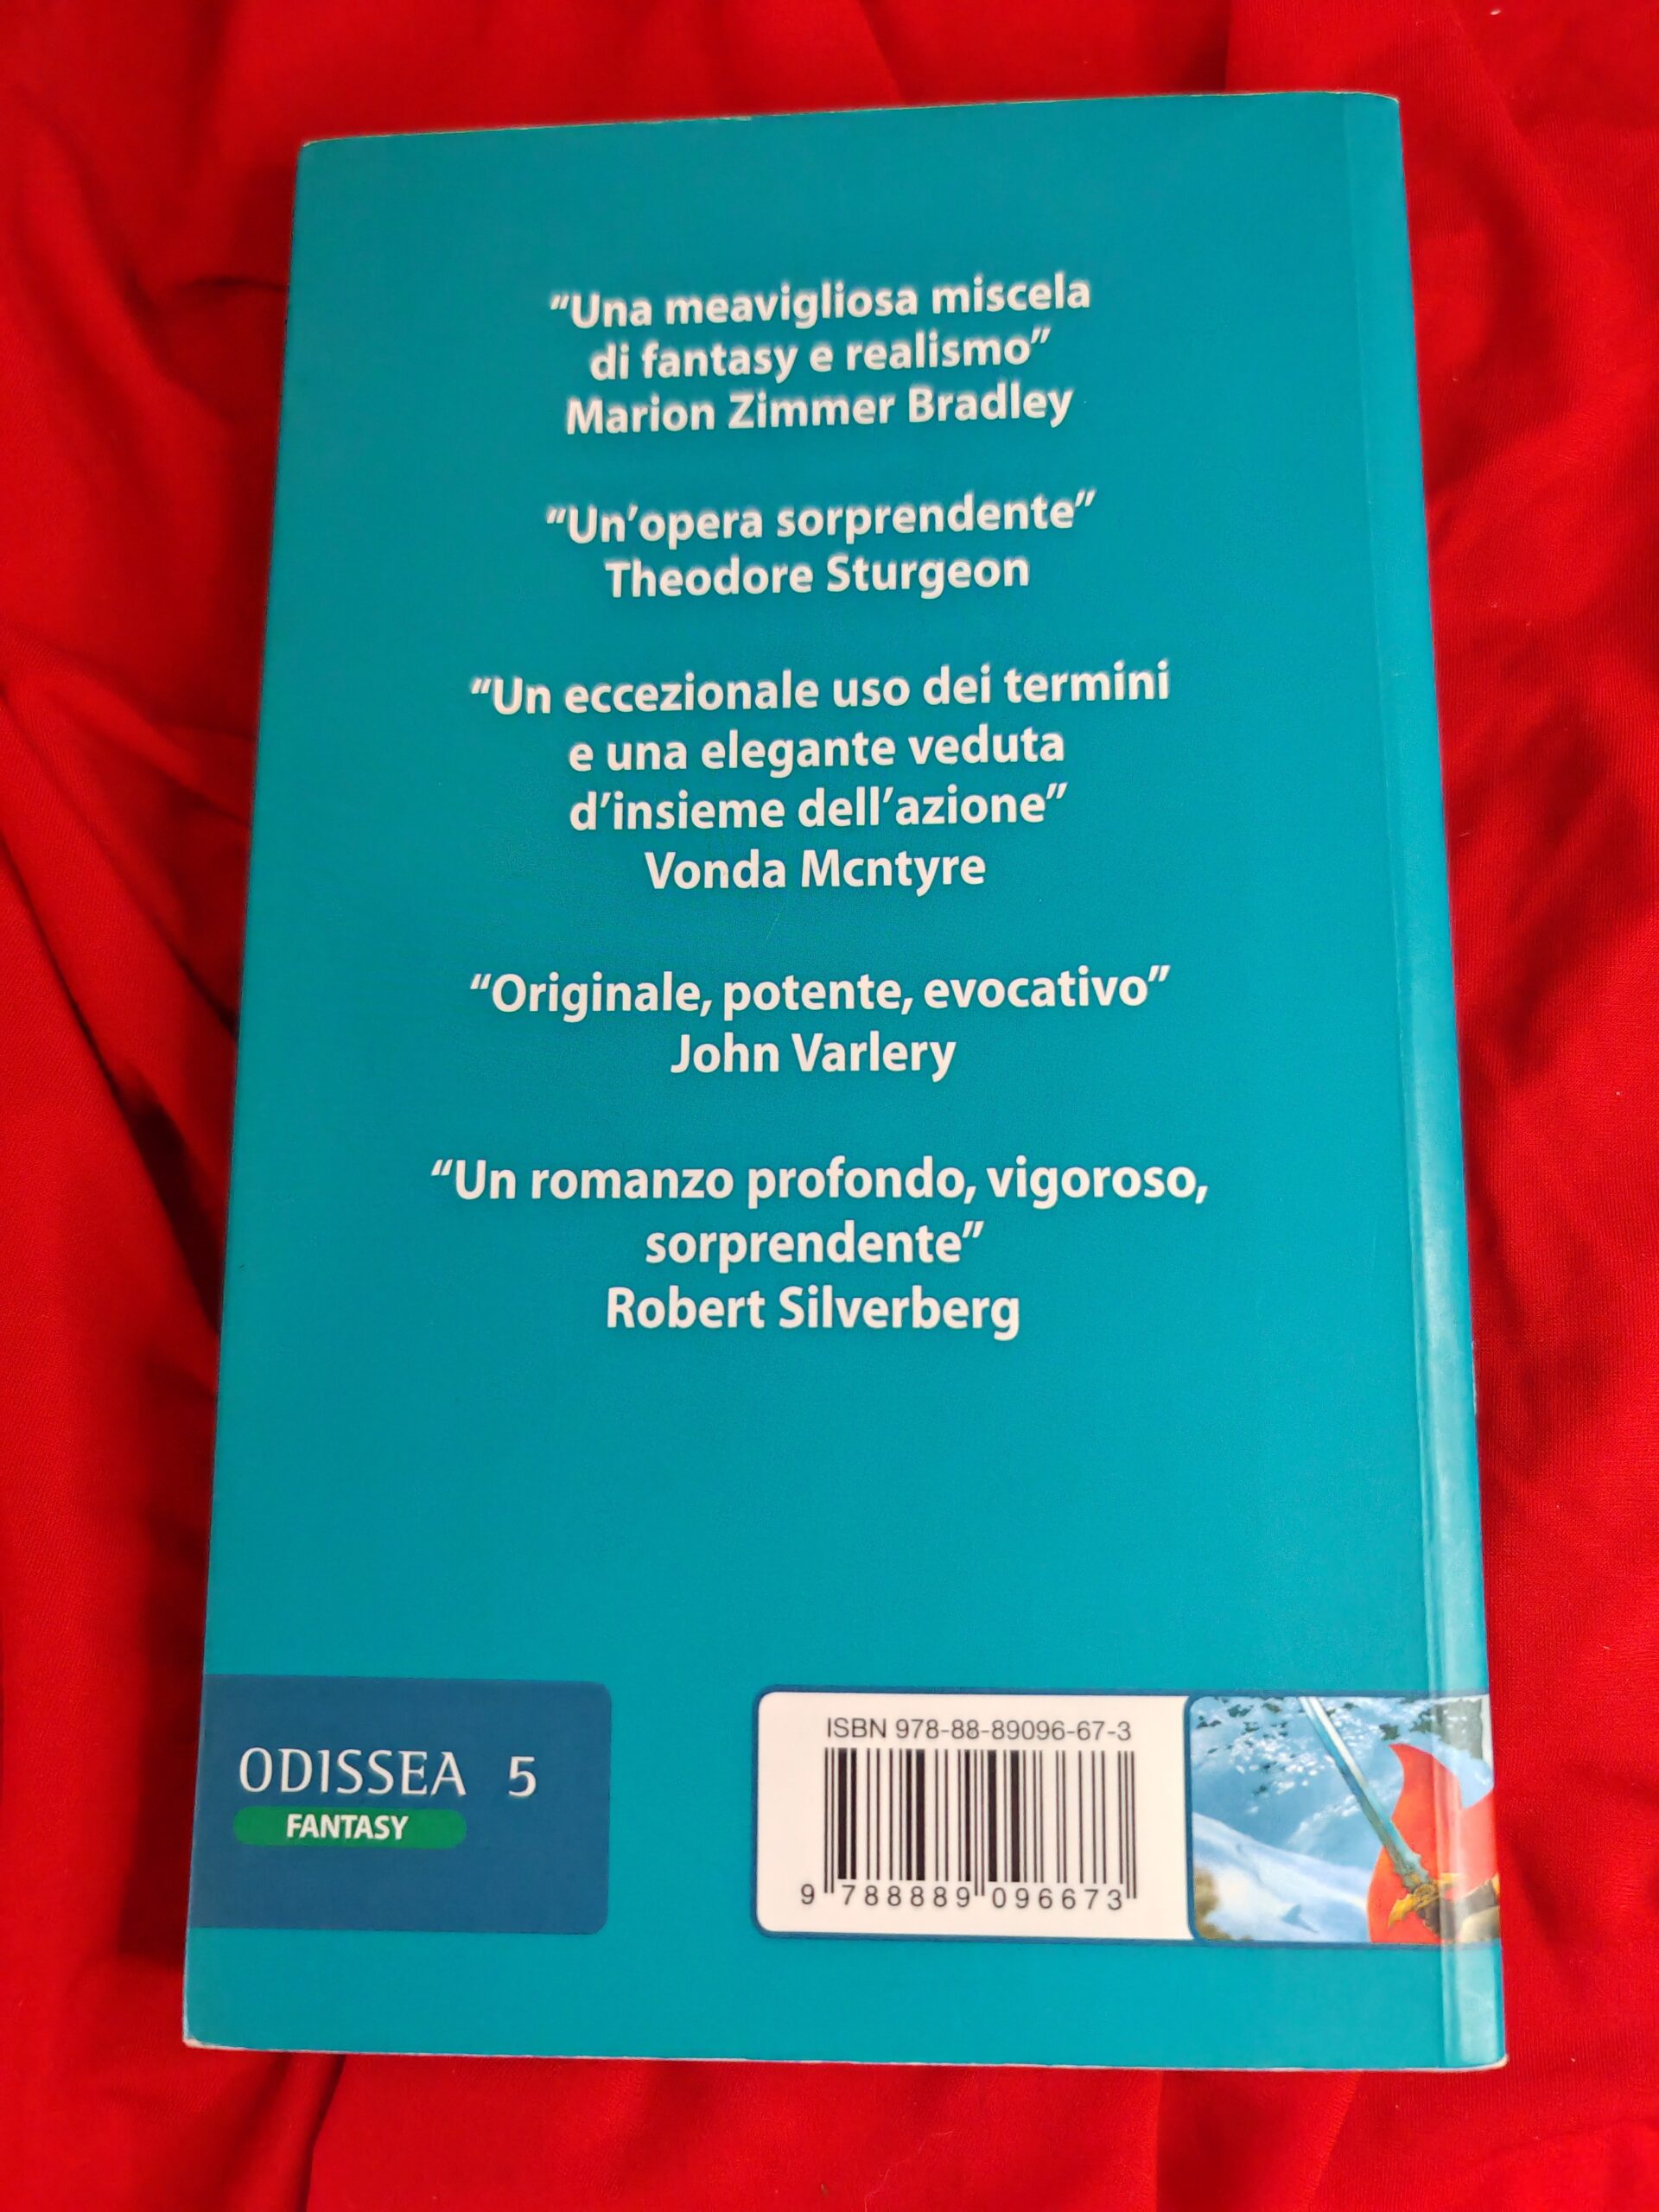 "Una meavigliosa miscela
di fantasy e realismo"
Marion Zimmer Bradley
"Un'opera sorprendente"
Theodore Sturgeon
"Un eccezionale uso dei termini
e una elegante veduta
d'insieme dell'azione"
Vonda Mcntyre
"Originale, potente, evocativo"
John Varlery
"Un romanzo profondo, vigoroso,
sorprendente"
Robert Silverberg
ODISSEA 5
FANTASY
ISBN 978-88-89096-67-3
9 788889 096673